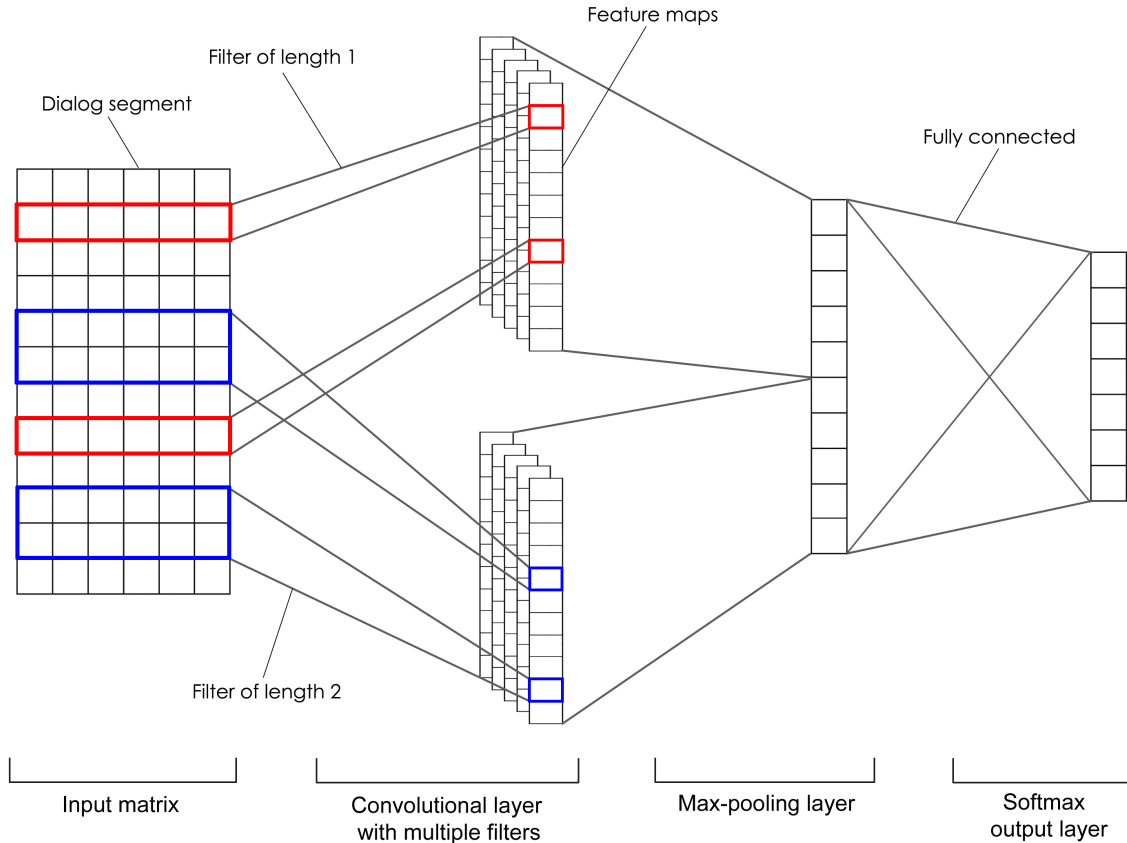 Feature maps
Filter of length 1
Dialog segment
Fully connected
Filter of length 2
Input matrix
Convolutional layer
with multiple filters
Max-pooling layer
Softmax
output layer